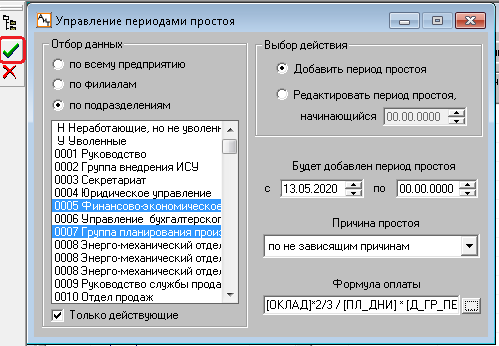 Управление периодами простоя
Отбор данных
по всему предприятию
по филиалам
по подразделениям
Н Неработающие, но не уволенн
У Уволенные
0001 Руководство
0002 Группа внедрения ИСУ
0003 Секретариат
0004 Юридическое управление
0005 Финансово-экономическое
0006 Управление бухгалтерског
0007 Группа планирования произ
0008 Энерго-механический отдел
0008 Энерго-механический отдел
0008 Энерго-механический отдел
0009 Руководство службы прода
0010 Отдел продаж
Только действующие
Выбор действия
Добавить период простоя
Редактировать период простоя,
начинающийся 00.00.0000
Будет добавлен период простоя
с 13.05.2020 по 00.00.0000
Причина простоя
по не зависящим причинам
Формула оплаты
[ОКЛАД]*2/3 / [ПЛ_ДНИ] * [Д_ГР_ПЕ ...